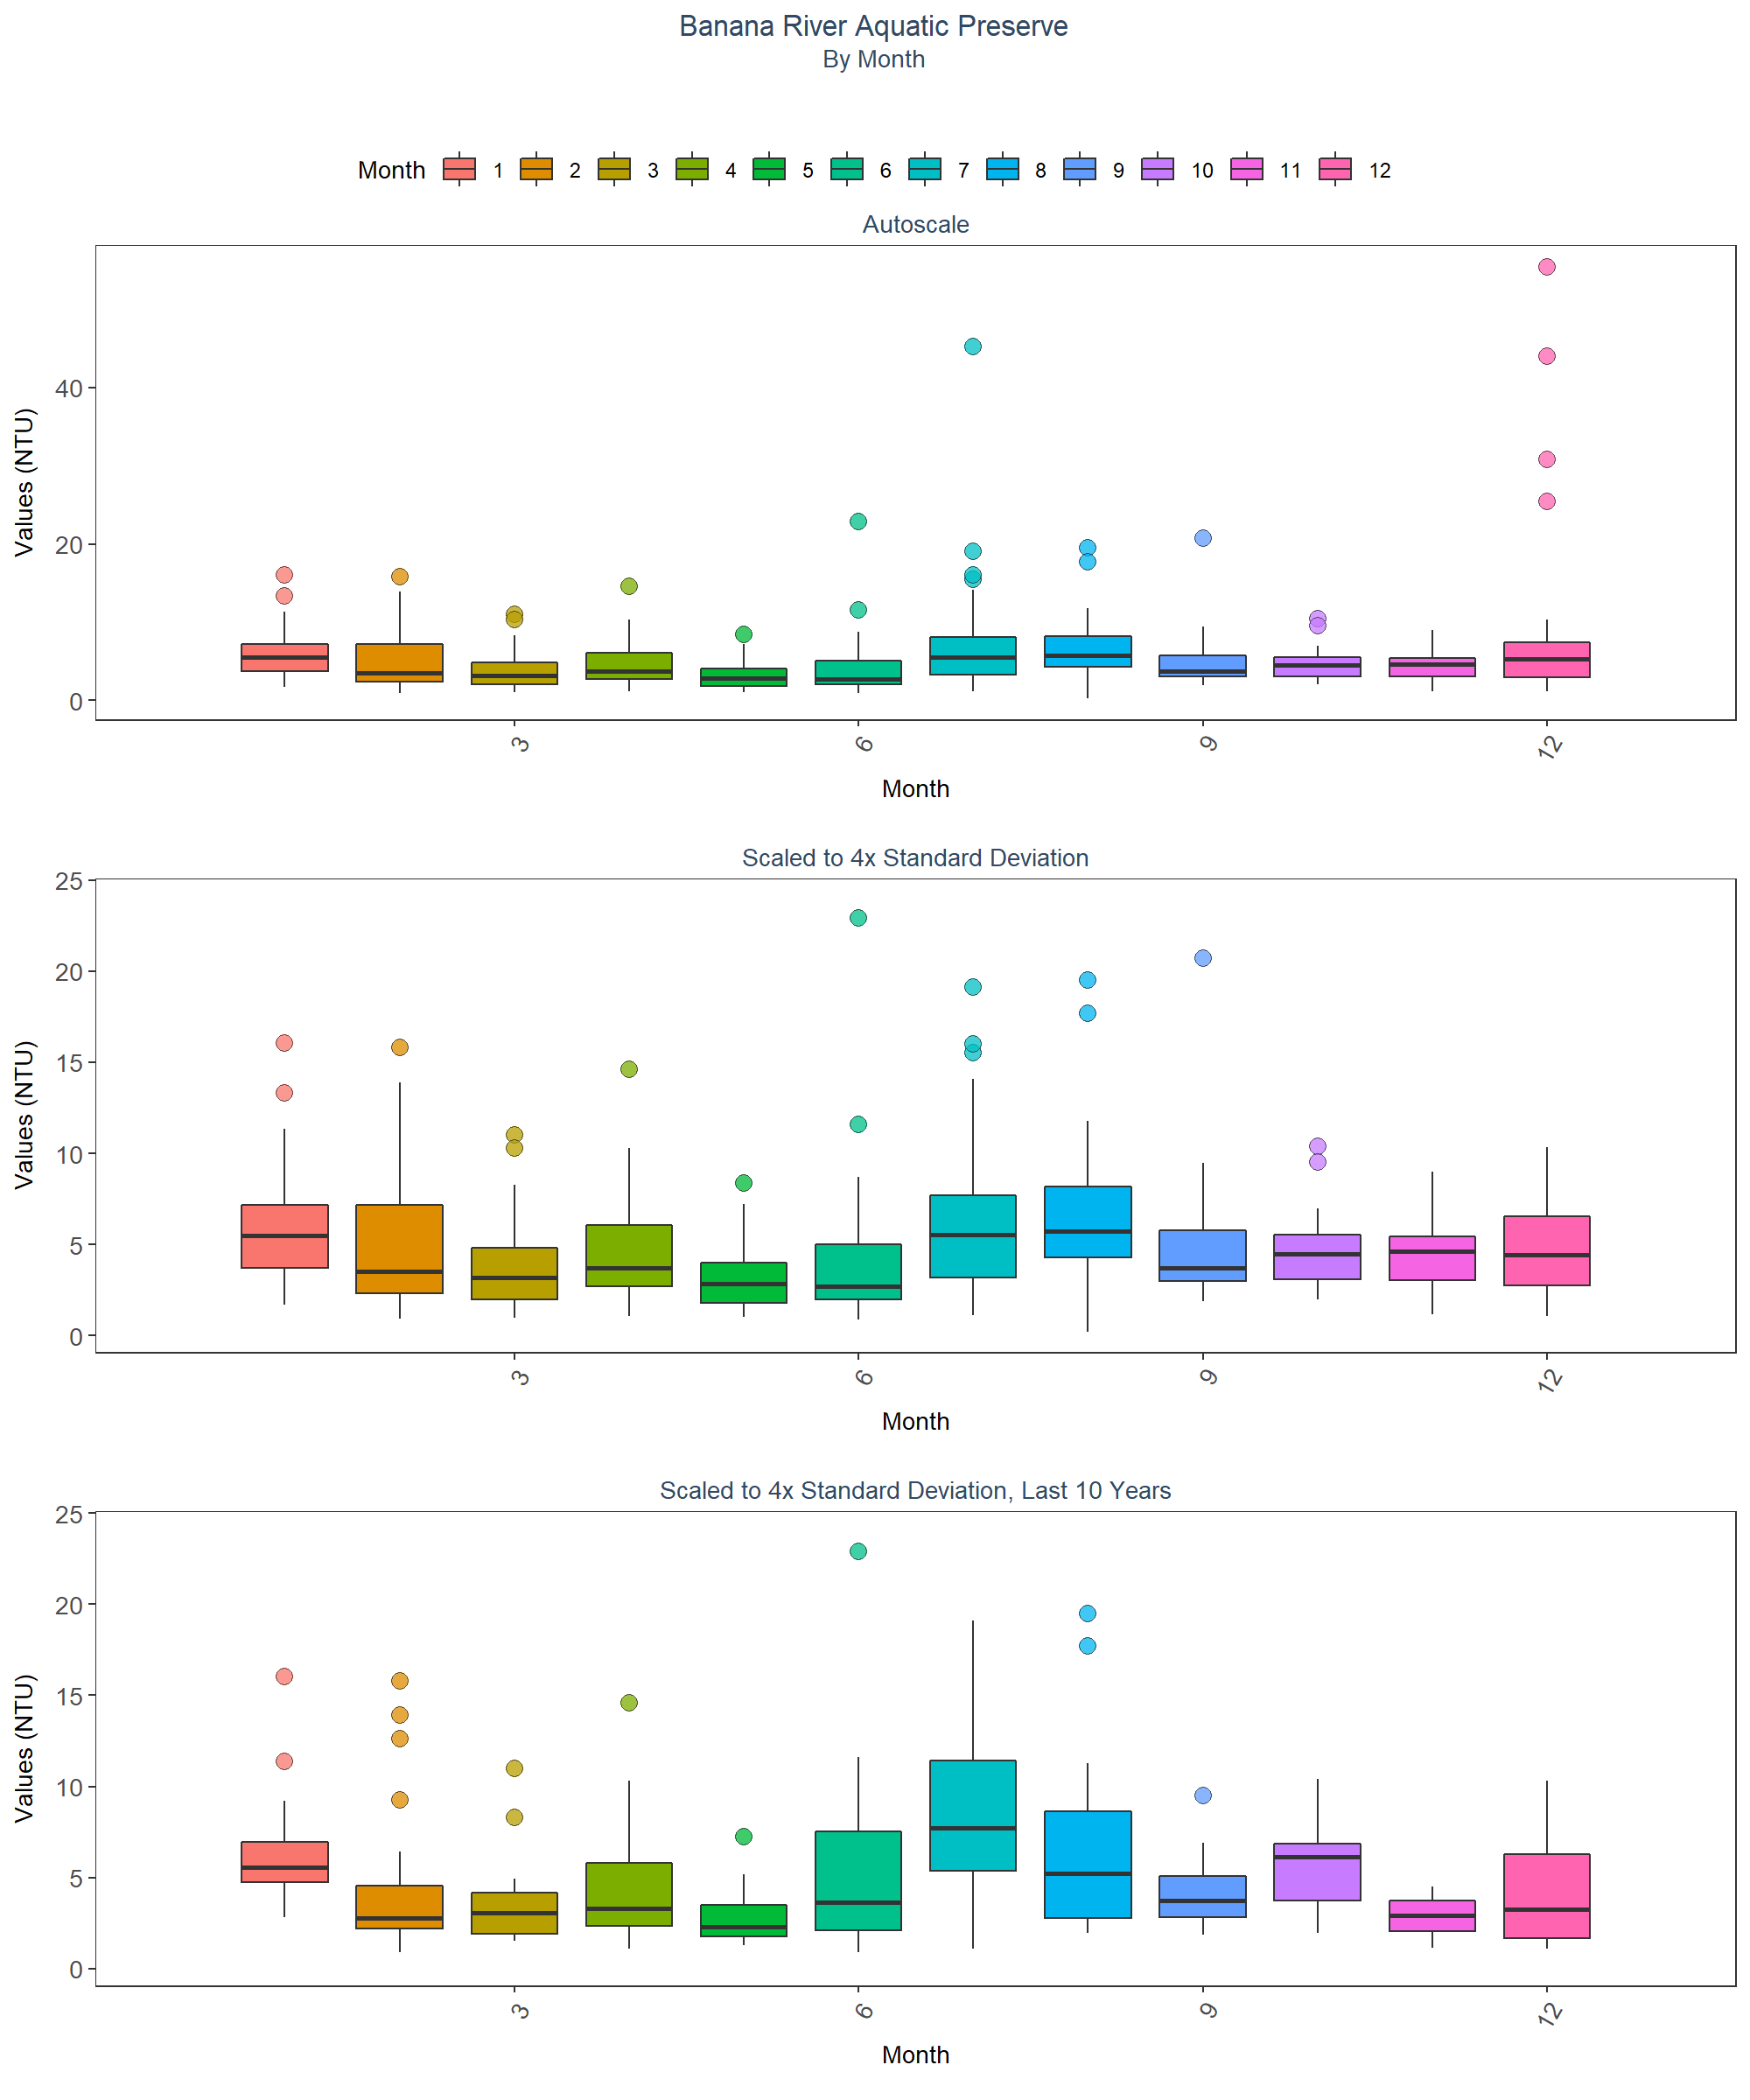 Banana River Aquatic Preserve
By Month
Month 1 2 3 4 5 6 7 8 9 10 11 12
Autoscale
Values (NTU)
40
20
0
3 6 9 12
Month
Scaled to 4x Standard Deviation
Values (NTU)
25
20
15
10
5
0
3 6 9 12
Month
Scaled to 4x Standard Deviation, Last 10 Years
Values (NTU)
25
20
15
10
5
0
3 6 9 12
Month